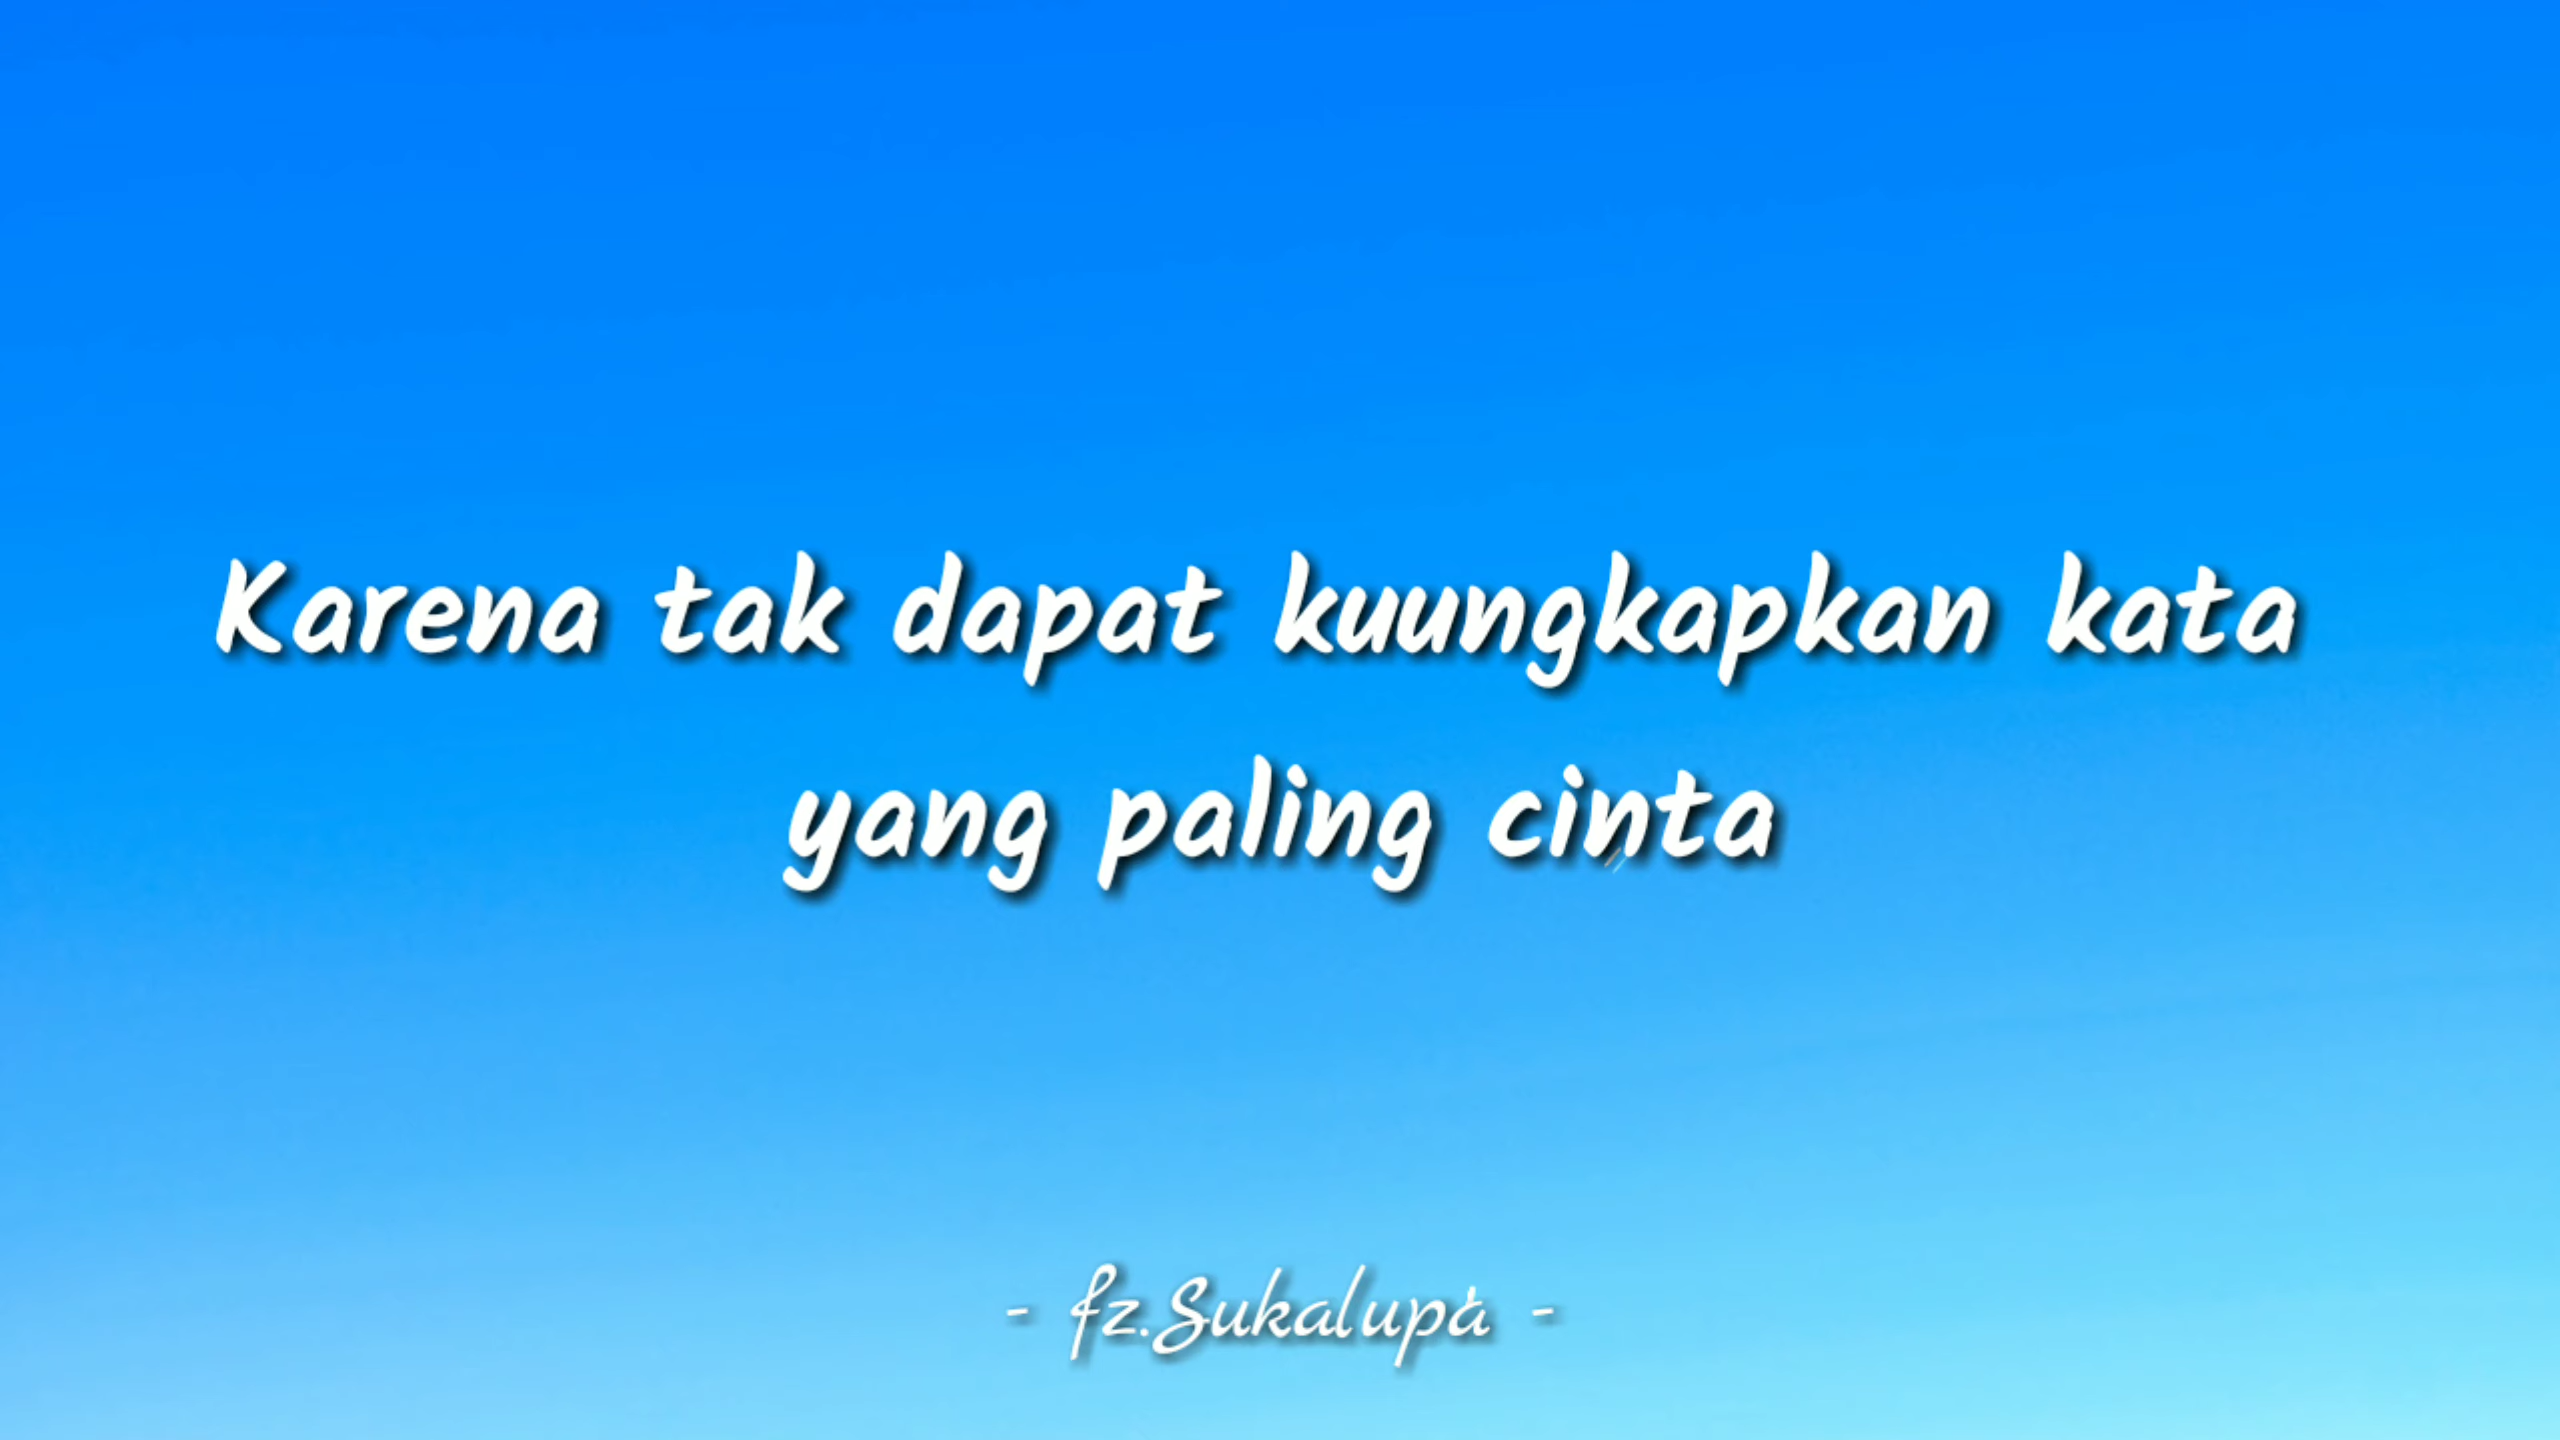 Karena tak dapat kuungkapkan kata
yang paling cinta
- fz.Sukalupa -